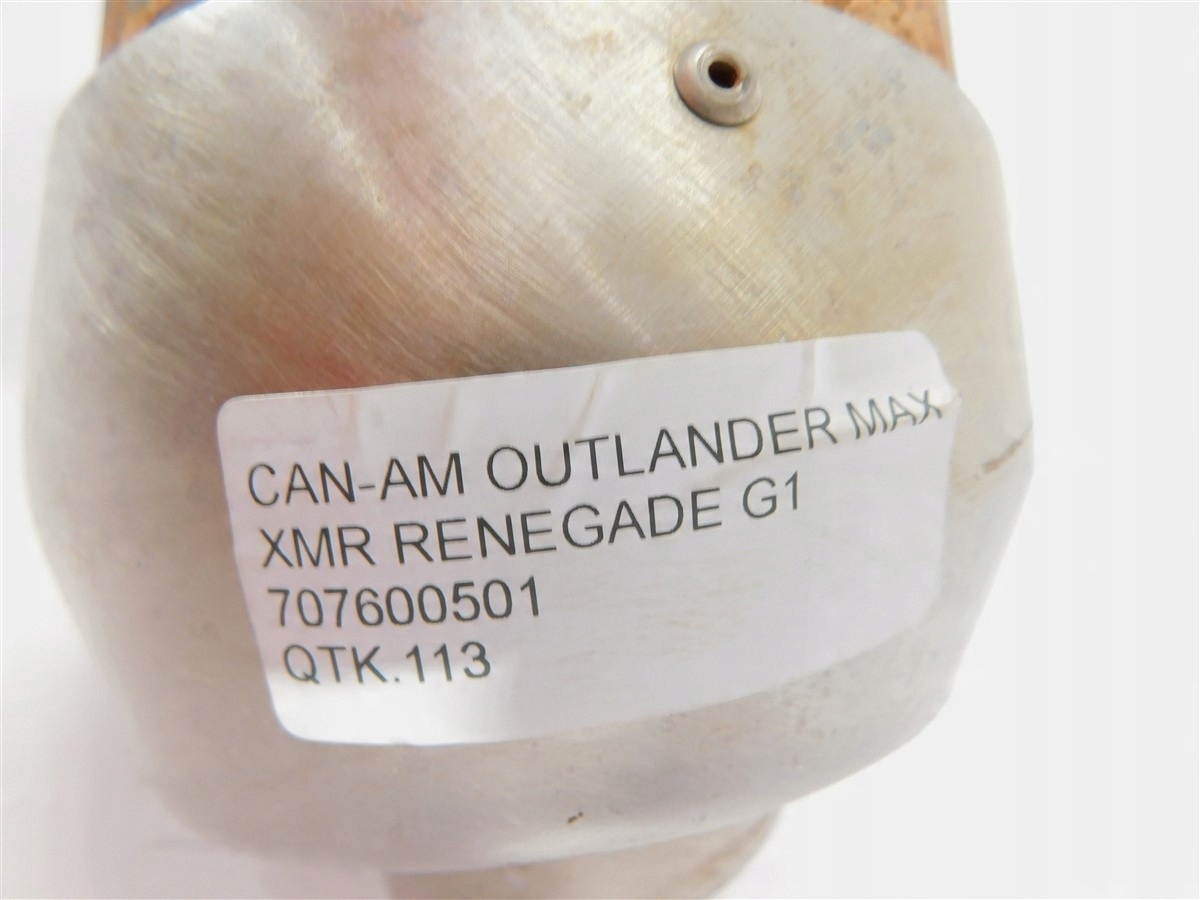 CAN-AM OUTLANDER MAX
XMR RENEGADE G1
707600501
QTK.113